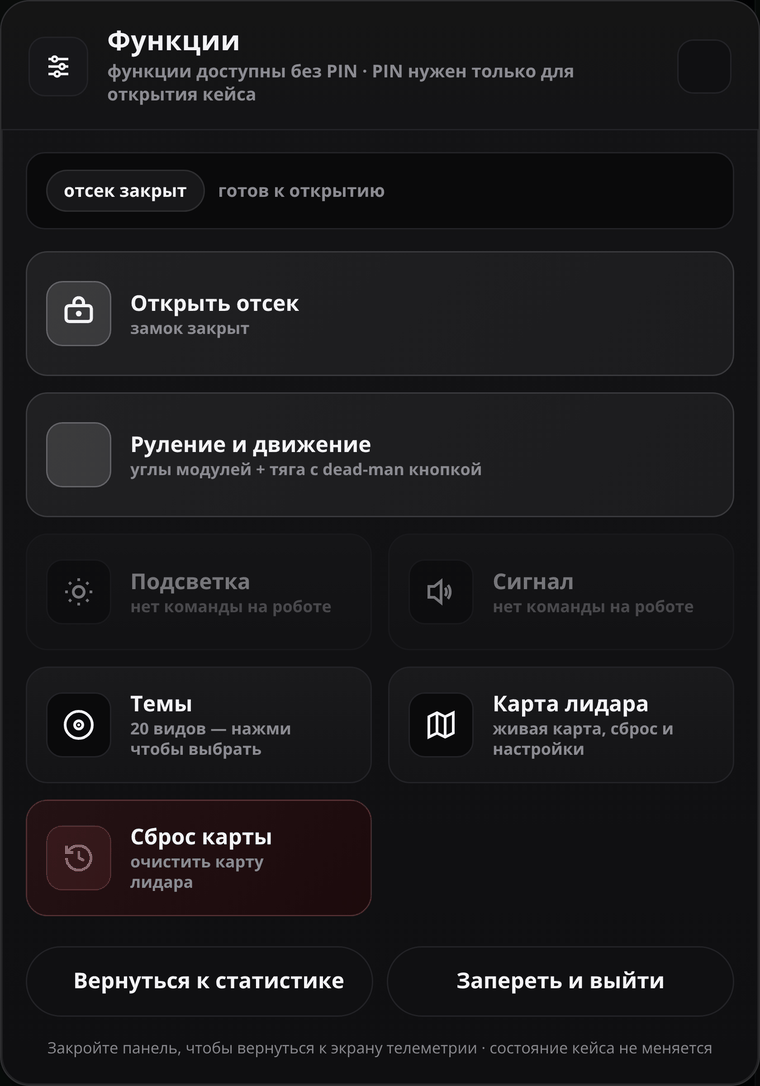 Функции
функции доступны без PIN · PIN нужен только для
открытия кейса
отсек закрыт готов к открытию
Открыть отсек
замок закрыт
Руление и движение
углы модулей + тяга с dead-man кнопкой
Подсветка
нет команды на роботе
Сигнал
нет команды на роботе
Темы
20 видов — нажми
чтобы выбрать
Карта лидара
живая карта, сброс и
настройки
Сброс карты
очистить карту
лидара
Вернуться к статистике
Запереть и выйти
Закройте панель, чтобы вернуться к экрану телеметрии · состояние кейса не меняется